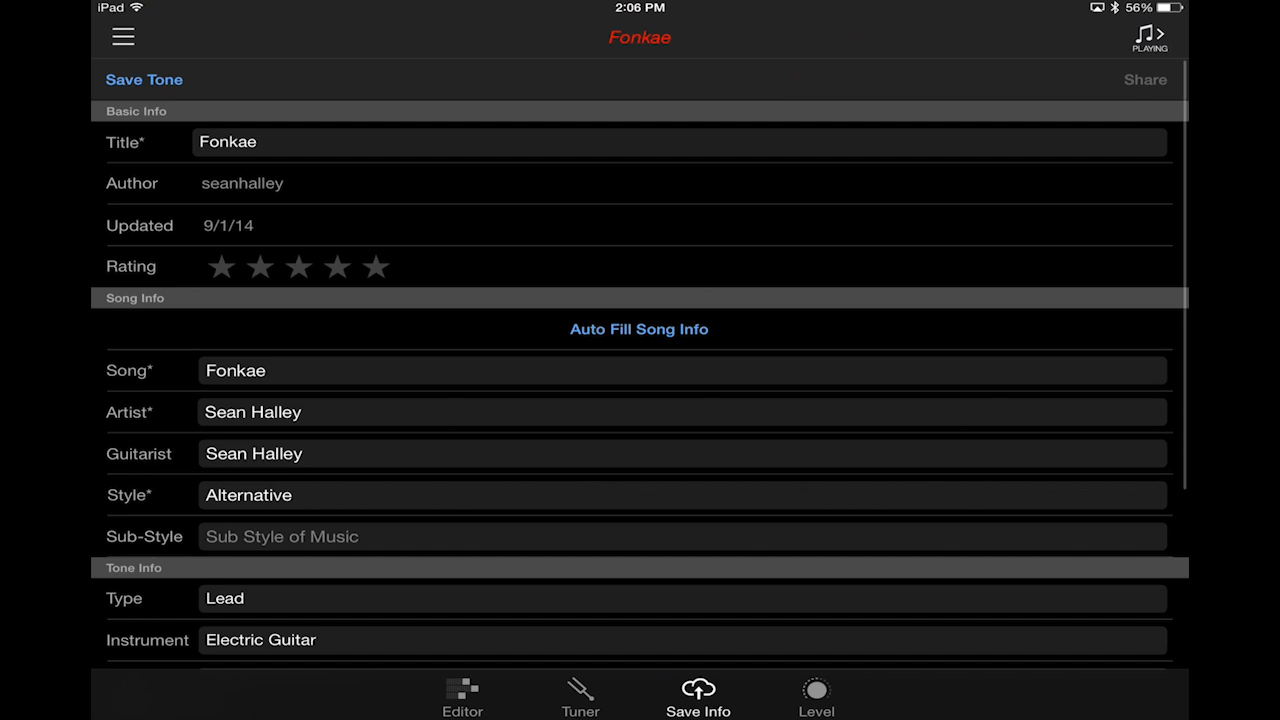 iPad 2:06 PM 56%
Fonkae
PLAYING
Save Tone Share
Basic Info
Title* Fonkae
Author seanhalley
Updated 9/1/14
Rating
Song Info
Auto Fill Song Info
Song* Fonkae
Artist* Sean Halley
Guitarist Sean Halley
Style* Alternative
Sub-Style Sub Style of Music
Tone Info
Type Lead
Instrument Electric Guitar
Editor Tuner Save Info Level